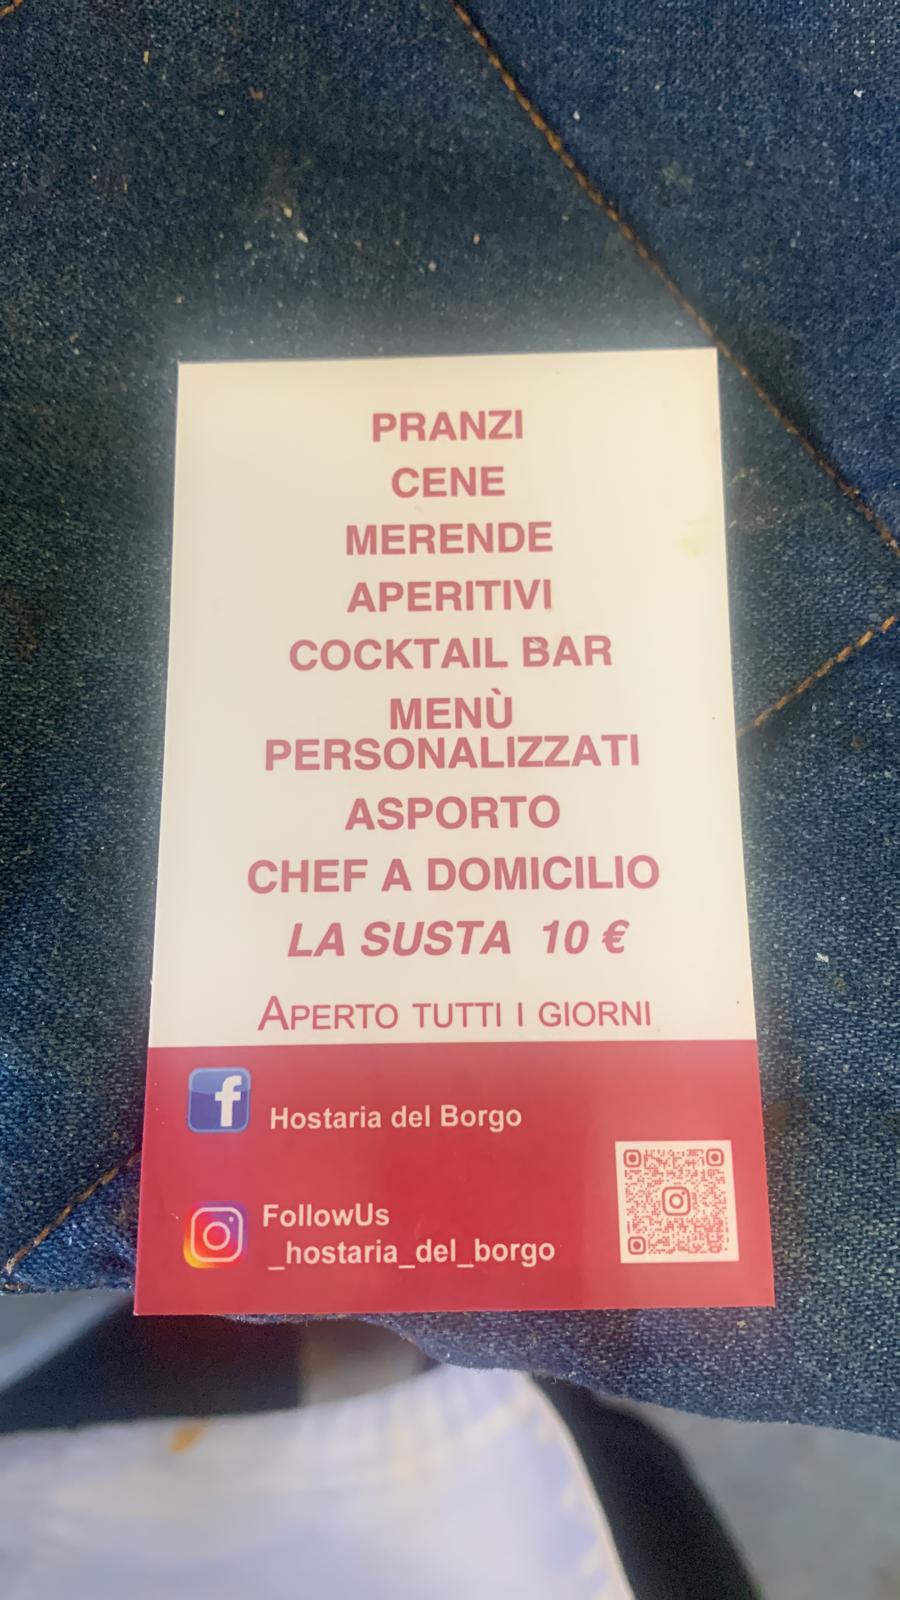 PRANZI
CENE
MERENDE
APERITIVI
COCKTAIL BAR
MENÙ
PERSONALIZZATI
ASPORTO
CHEF A DOMICILIO
LA SUSTA 10 €
APERTO TUTTI I GIORNI
f
Hostaria del Borgo
FollowUs
_hostaria_del_borgo